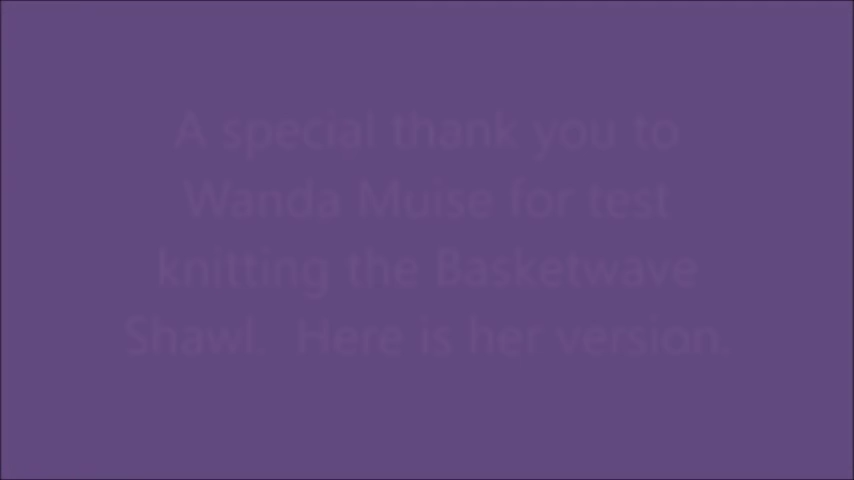 A special thank you to
Wanda Muise for test
knitting the Basketwave
Shawl.  Here is her version.